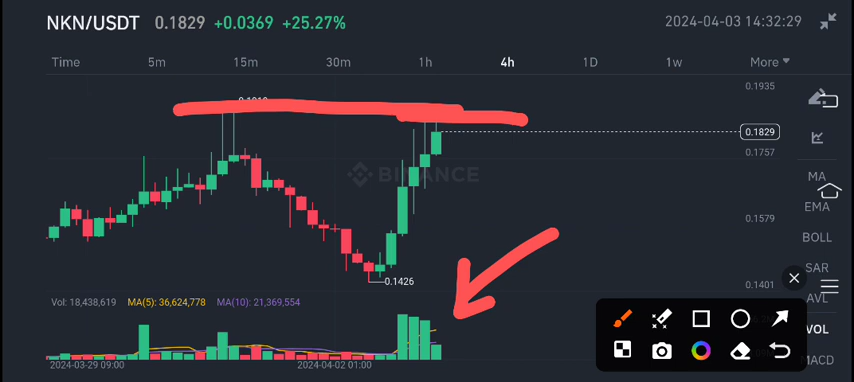 NKN/USDT 0.1829 +0.0369 +25.27% 2024-04-03 14:32:29
Time 5m 15m 30m 1h 4h 1D 1w More
0.1935
0.1829
0.1757
BINANCE
MA
EMA
0.1579
BOLL
SAR
0.1426
0.1401
AVL
Vol: 18,438,619 MA(5): 36,624,778 MA(10): 21,369,554
VOL
MACD
2024-03-29 09:00 2024-04-02 01:00